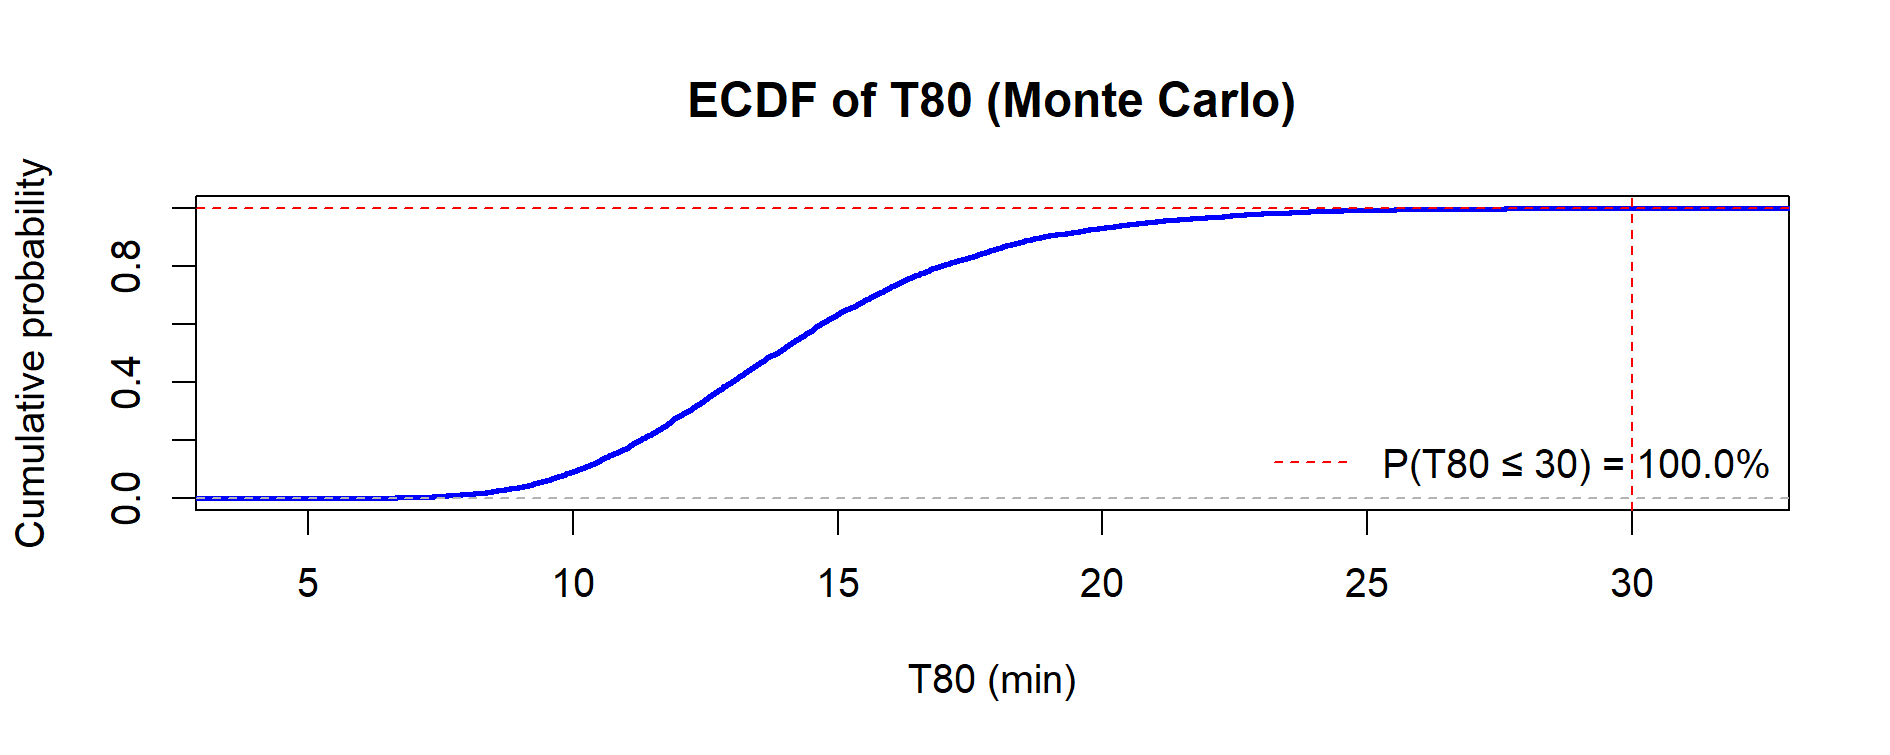 ECDF of T80 (Monte Carlo)
Cumulative probability
0.8
0.4
0.0
P(T80 ≤ 30) = 100.0%
5 10 15 20 25 30
T80 (min)